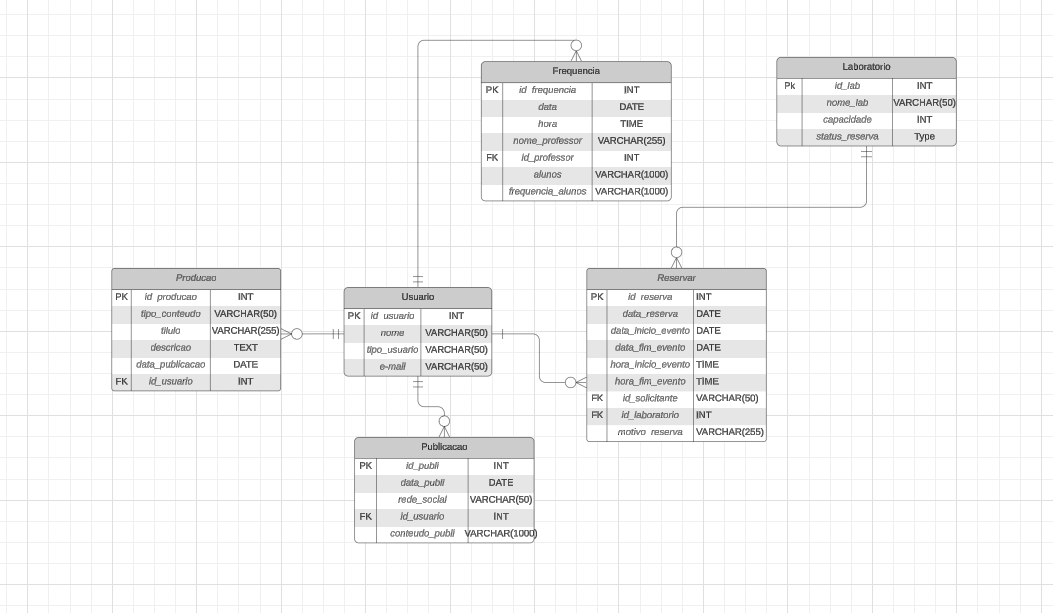 Frequencia
PK id_frequencia INT
data DATE
hora TIME
nome_professor VARCHAR(255)
FK id_professor INT
alunos VARCHAR(1000)
frequencia_alunos VARCHAR(1000)
Laboratorio
Pk id_lab INT
nome_lab VARCHAR(50)
capacidade INT
status_reserva Type
Producao
PK id_producao INT
tipo_conteudo VARCHAR(50)
titulo VARCHAR(255)
descricao TEXT
data_publicacao DATE
FK id_usuario INT
Usuario
PK id_usuario INT
nome VARCHAR(50)
tipo_usuario VARCHAR(50)
e-mail VARCHAR(50)
Reservar
PK id_reserva INT
data_reserva DATE
data_inicio_evento DATE
data_fim_evento DATE
hora_inicio_evento TIME
hora_fim_evento TIME
FK id_solicitante VARCHAR(50)
FK id_laboratorio INT
motivo_reserva VARCHAR(255)
Publicacao
PK id_publi INT
data_publi DATE
rede_social VARCHAR(50)
FK id_usuario INT
conteudo_publi VARCHAR(1000)